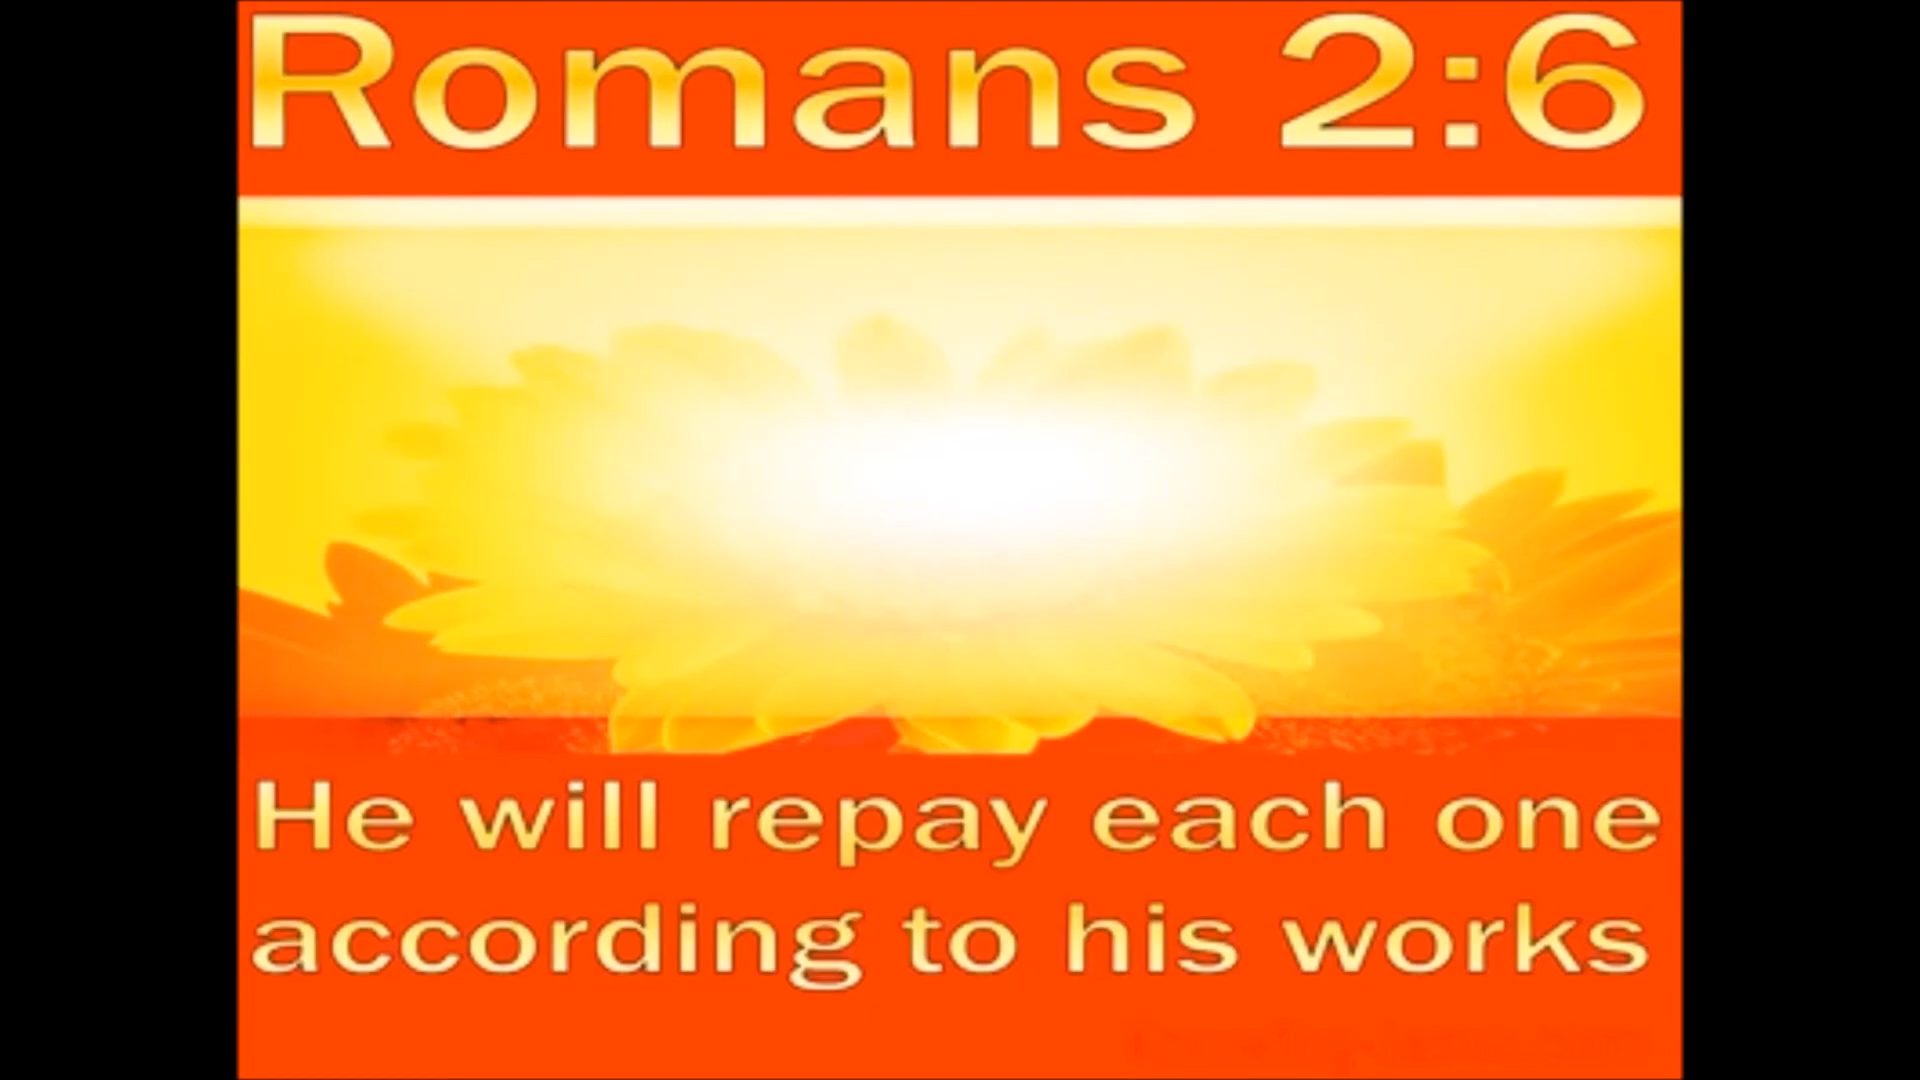 Romans 2:6
He will repay each one
according to his works